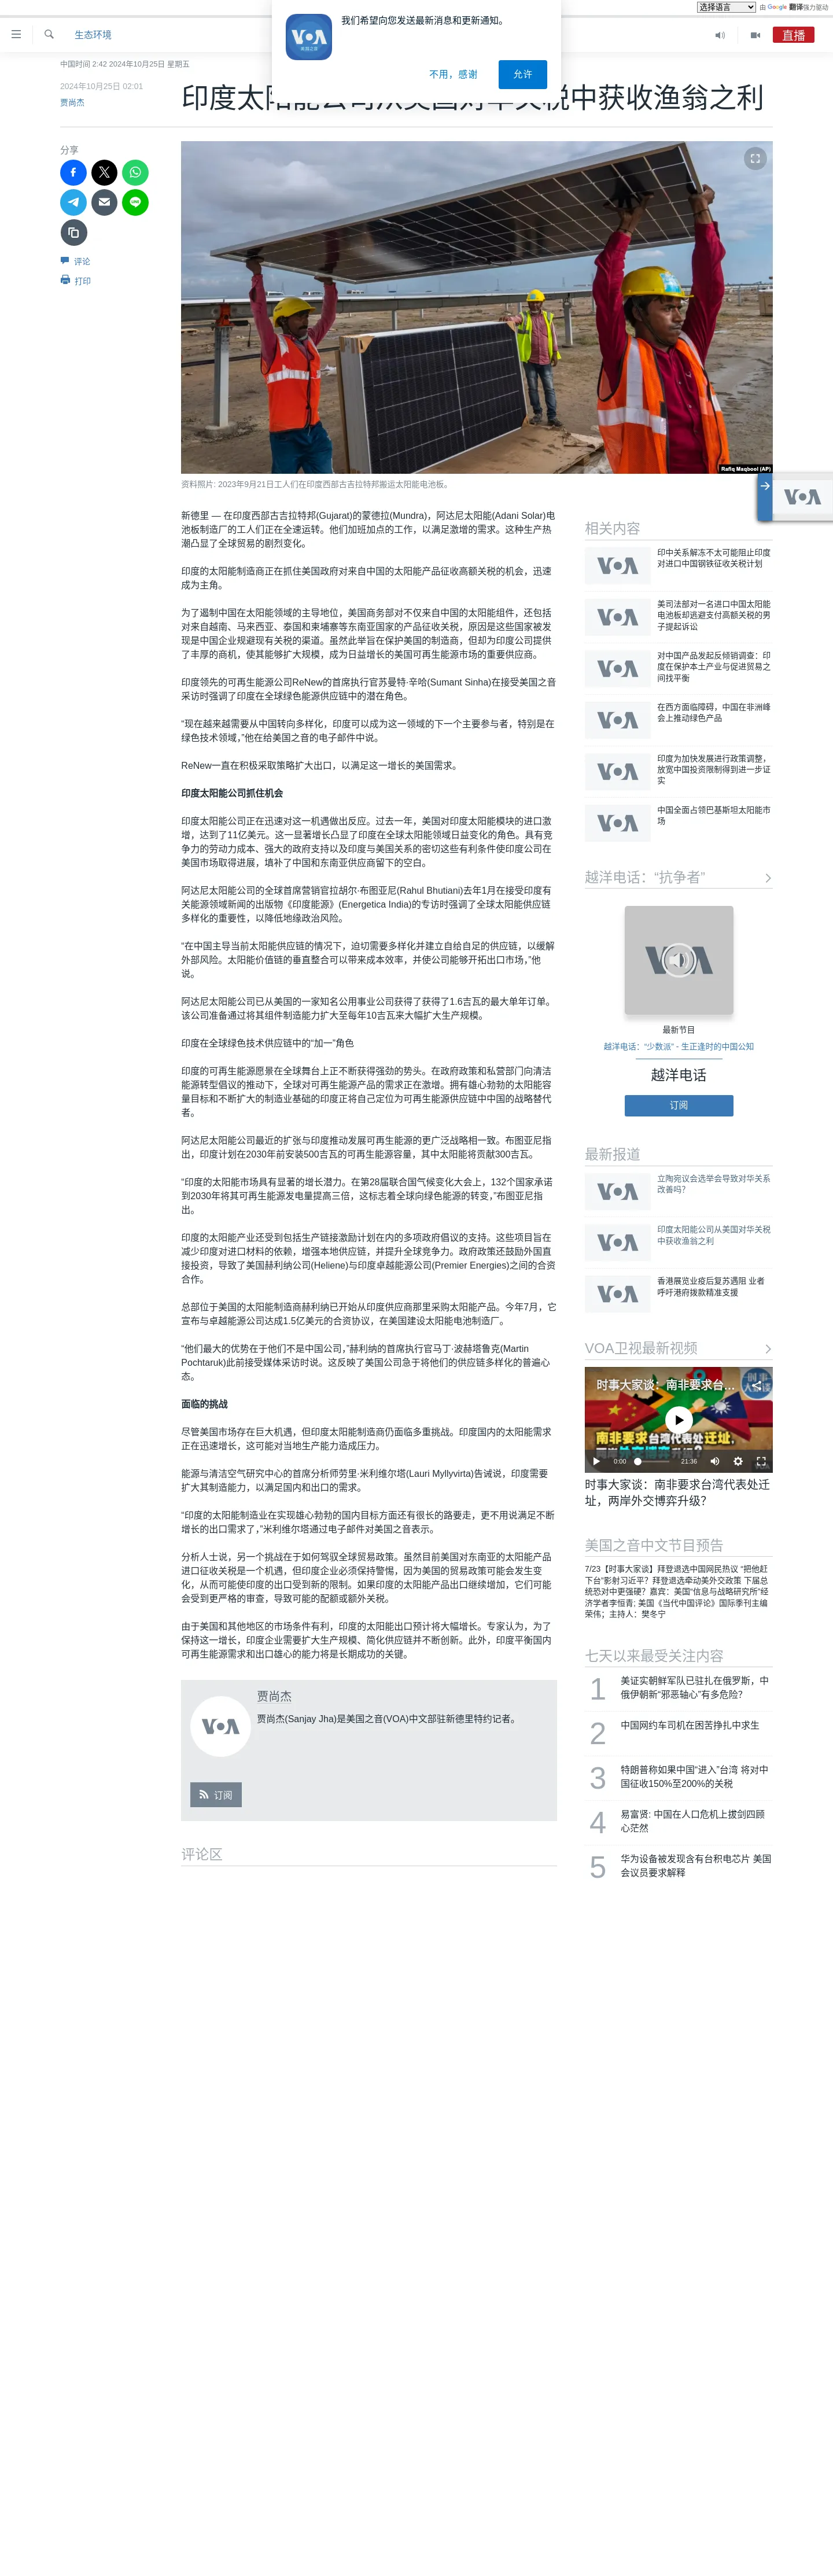 选择语言 由 Google 翻译强力驱动
我们希望向您发送最新消息和更新通知。
VOA
不用，感谢
允许
生态环境
直播
中国时间 2:42 2024年10月25日 星期五
2024年10月25日 02:01
贾尚杰
印度太阳能公司从美国对华关税中获收渔翁之利
分享
评论
打印
Rafiq Maqbool (AP)
资料照片: 2023年9月21日工人们在印度西部古吉拉特邦搬运太阳能电池板。
新德里 — 在印度西部古吉拉特邦(Gujarat)的蒙德拉(Mundra)，阿达尼太阳能(Adani Solar)电
池板制造厂的工人们正在全速运转。他们加班加点的工作，以满足激增的需求。这种生产热
潮凸显了全球贸易的剧烈变化。
印度的太阳能制造商正在抓住美国政府对来自中国的太阳能产品征收高额关税的机会，迅速
成为主角。
为了遏制中国在太阳能领域的主导地位，美国商务部对不仅来自中国的太阳能组件，还包括
对来自越南、马来西亚、泰国和柬埔寨等东南亚国家的产品征收关税，原因是这些国家被发
现是中国企业规避现有关税的渠道。虽然此举旨在保护美国的制造商，但却为印度公司提供
了丰厚的商机，使其能够扩大规模，成为日益增长的美国可再生能源市场的重要供应商。
印度领先的可再生能源公司ReNew的首席执行官苏曼特·辛哈(Sumant Sinha)在接受美国之音
采访时强调了印度在全球绿色能源供应链中的潜在角色。
“现在越来越需要从中国转向多样化，印度可以成为这一领域的下一个主要参与者，特别是在
绿色技术领域，”他在给美国之音的电子邮件中说。
ReNew一直在积极采取策略扩大出口，以满足这一增长的美国需求。
印度太阳能公司抓住机会
印度太阳能公司正在迅速对这一机遇做出反应。过去一年，美国对印度太阳能模块的进口激
增，达到了11亿美元。这一显著增长凸显了印度在全球太阳能领域日益变化的角色。具有竞
争力的劳动力成本、强大的政府支持以及印度与美国关系的密切这些有利条件使印度公司在
美国市场取得进展，填补了中国和东南亚供应商留下的空白。
阿达尼太阳能公司的全球首席营销官拉胡尔·布图亚尼(Rahul Bhutiani)去年1月在接受印度有
关能源领域新闻的出版物《印度能源》(Energetica India)的专访时强调了全球太阳能供应链
多样化的重要性，以降低地缘政治风险。
“在中国主导当前太阳能供应链的情况下，迫切需要多样化并建立自给自足的供应链，以缓解
外部风险。太阳能价值链的垂直整合可以带来成本效率，并使公司能够开拓出口市场，”他
说。
阿达尼太阳能公司已从美国的一家知名公用事业公司获得了获得了1.6吉瓦的最大单年订单。
该公司准备通过将其组件制造能力扩大至每年10吉瓦来大幅扩大生产规模。
印度在全球绿色技术供应链中的“加一”角色
印度的可再生能源愿景在全球舞台上正不断获得强劲的势头。在政府政策和私营部门向清洁
能源转型倡议的推动下，全球对可再生能源产品的需求正在激增。拥有雄心勃勃的太阳能容
量目标和不断扩大的制造业基础的印度正将自己定位为可再生能源供应链中中国的战略替代
者。
阿达尼太阳能公司最近的扩张与印度推动发展可再生能源的更广泛战略相一致。布图亚尼指
出，印度计划在2030年前安装500吉瓦的可再生能源容量，其中太阳能将贡献300吉瓦。
“印度的太阳能市场具有显著的增长潜力。在第28届联合国气候变化大会上，132个国家承诺
到2030年将其可再生能源发电量提高三倍，这标志着全球向绿色能源的转变，”布图亚尼指
出。
印度的太阳能产业还受到包括生产链接激励计划在内的多项政府倡议的支持。这些项目旨在
减少印度对进口材料的依赖，增强本地供应链，并提升全球竞争力。政府政策还鼓励外国直
接投资，导致了美国赫利纳公司(Heliene)与印度卓越能源公司(Premier Energies)之间的合资
合作。
总部位于美国的太阳能制造商赫利纳已开始从印度供应商那里采购太阳能产品。今年7月，它
宣布与卓越能源公司达成1.5亿美元的合资协议，在美国建设太阳能电池制造厂。
“他们最大的优势在于他们不是中国公司，”赫利纳的首席执行官马丁·波赫塔鲁克(Martin
Pochtaruk)此前接受媒体采访时说。这反映了美国公司急于将他们的供应链多样化的普遍心
态。
面临的挑战
尽管美国市场存在巨大机遇，但印度太阳能制造商仍面临多重挑战。印度国内的太阳能需求
正在迅速增长，这可能对当地生产能力造成压力。
能源与清洁空气研究中心的首席分析师劳里·米利维尔塔(Lauri Myllyvirta)告诫说，印度需要
扩大其制造能力，以满足国内和出口的需求。
“印度的太阳能制造业在实现雄心勃勃的国内目标方面还有很长的路要走，更不用说满足不断
增长的出口需求了，”米利维尔塔通过电子邮件对美国之音表示。
分析人士说，另一个挑战在于如何驾驭全球贸易政策。虽然目前美国对东南亚的太阳能产品
进口征收关税是一个机遇，但印度企业必须保持警惕，因为美国的贸易政策可能会发生变
化，从而可能使印度的出口受到新的限制。如果印度的太阳能产品出口继续增加，它们可能
会受到更严格的审查，导致可能的配额或额外关税。
由于美国和其他地区的市场条件有利，印度的太阳能出口预计将大幅增长。专家认为，为了
保持这一增长，印度企业需要扩大生产规模、简化供应链并不断创新。此外，印度平衡国内
可再生能源需求和出口雄心的能力将是长期成功的关键。
VOA
贾尚杰
贾尚杰(Sanjay Jha)是美国之音(VOA)中文部驻新德里特约记者。
订阅
评论区
VOA
相关内容
VOA
印中关系解冻不太可能阻止印度
对进口中国钢铁征收关税计划
VOA
美司法部对一名进口中国太阳能
电池板却逃避支付高额关税的男
子提起诉讼
VOA
对中国产品发起反倾销调查：印
度在保护本土产业与促进贸易之
间找平衡
VOA
在西方面临障碍，中国在非洲峰
会上推动绿色产品
VOA
印度为加快发展进行政策调整，
放宽中国投资限制得到进一步证
实
VOA
中国全面占领巴基斯坦太阳能市
场
越洋电话：“抗争者”
VOA
最新节目
越洋电话：“少数派” - 生正逢时的中国公知
越洋电话
订阅
最新报道
VOA
立陶宛议会选举会导致对华关系
改善吗？
VOA
印度太阳能公司从美国对华关税
中获收渔翁之利
VOA
香港展览业疫后复苏遇阻 业者
呼吁港府拨款精准支援
VOA卫视最新视频
时事大家谈：南非要求台…
南非要求台湾代表处迁址，
两岸外交博弈升级？
0:00
21:36
时事大家谈：南非要求台湾代表处迁
址，两岸外交博弈升级？
美国之音中文节目预告
7/23【时事大家谈】拜登退选中国网民热议 “把他赶
下台”影射习近平？拜登退选牵动美外交政策 下届总
统恐对中更强硬？嘉宾：美国“信息与战略研究所”经
济学者李恒青; 美国《当代中国评论》国际季刊主编
荣伟；主持人：樊冬宁
七天以来最受关注内容
1
美证实朝鲜军队已驻扎在俄罗斯，中
俄伊朝新“邪恶轴心”有多危险？
2
中国网约车司机在困苦挣扎中求生
3
特朗普称如果中国“进入”台湾 将对中
国征收150%至200%的关税
4
易富贤: 中国在人口危机上拔剑四顾
心茫然
5
华为设备被发现含有台积电芯片 美国
会议员要求解释